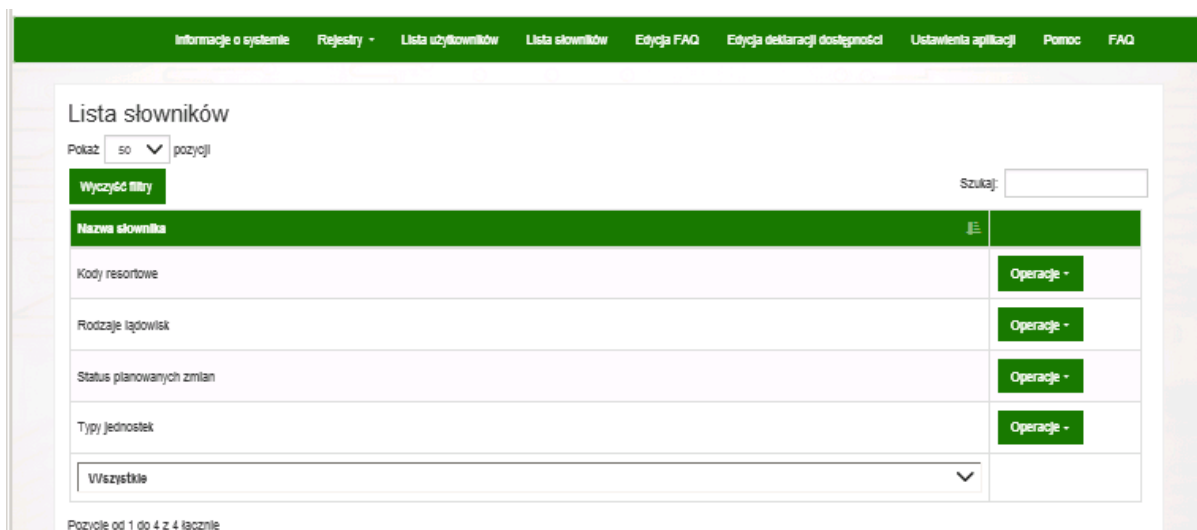 Informacje o systemie Rejestry Lista użytkowników Lista słowników Edycja FAQ Edycja deklaracji dostępności Ustawienia aplikacji Pomoc FAQ
Lista słowników
Pokaż 50 pozycji
Wyczyść filtry Szukaj:
Nazwa słownika
Kody resortowe Operacje
Rodzaje lądowisk Operacje
Status planowanych zmian Operacje
Typy jednostek Operacje
Wszystkie
Pozycje od 1 do 4 z 4 łącznie